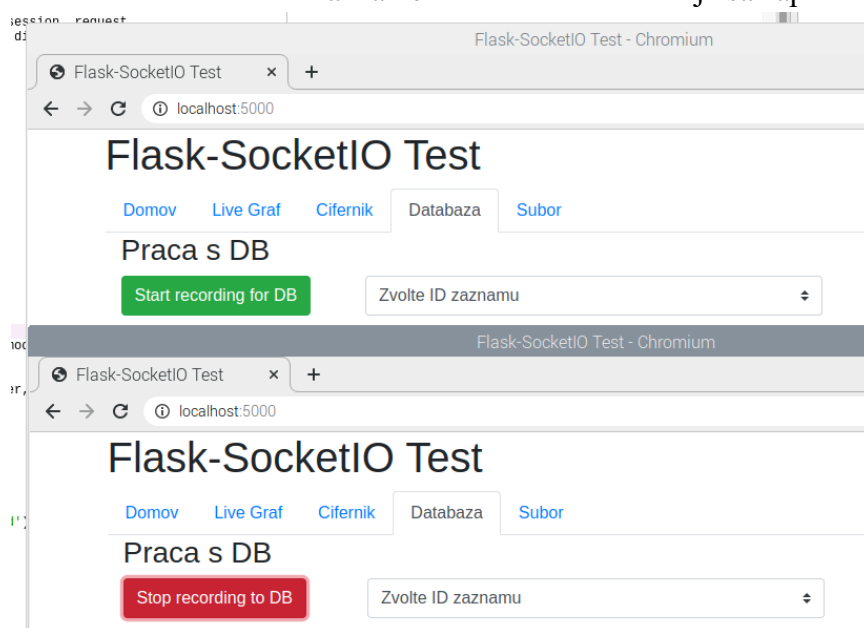 session, request
Flask-SocketIO Test - Chromium
Flask-SocketIO Test × +
localhost:5000
Flask-SocketIO Test
Domov Live Graf Cifernik Databaza Subor
Praca s DB
Start recording for DB Zvolte ID zaznamu
Flask-SocketIO Test - Chromium
Flask-SocketIO Test × +
localhost:5000
Flask-SocketIO Test
Domov Live Graf Cifernik Databaza Subor
Praca s DB
Stop recording to DB Zvolte ID zaznamu